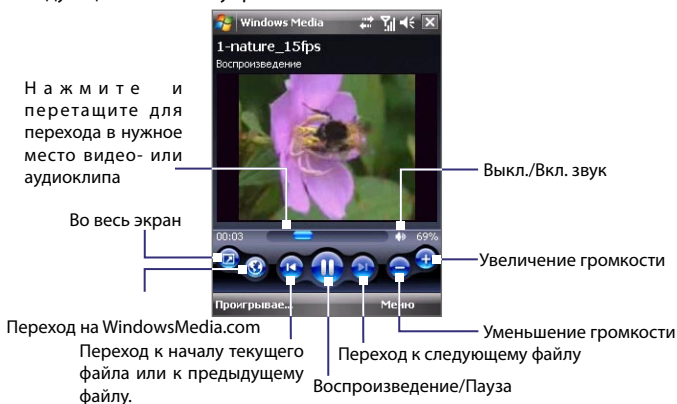 Windows Media
1-nature_15fps
Воспроизведение
Нажмите и
перетащите для
перехода в нужное
место видео- или
аудиоклипа
Выкл./Вкл. звук
Во весь экран
00:03
69%
Увеличение громкости
Проигрывае...
Меню
Переход на WindowsMedia.com
Уменьшение громкости
Переход к началу текущего
файла или к предыдущему
файлу.
Переход к следующему файлу
Воспроизведение/Пауза